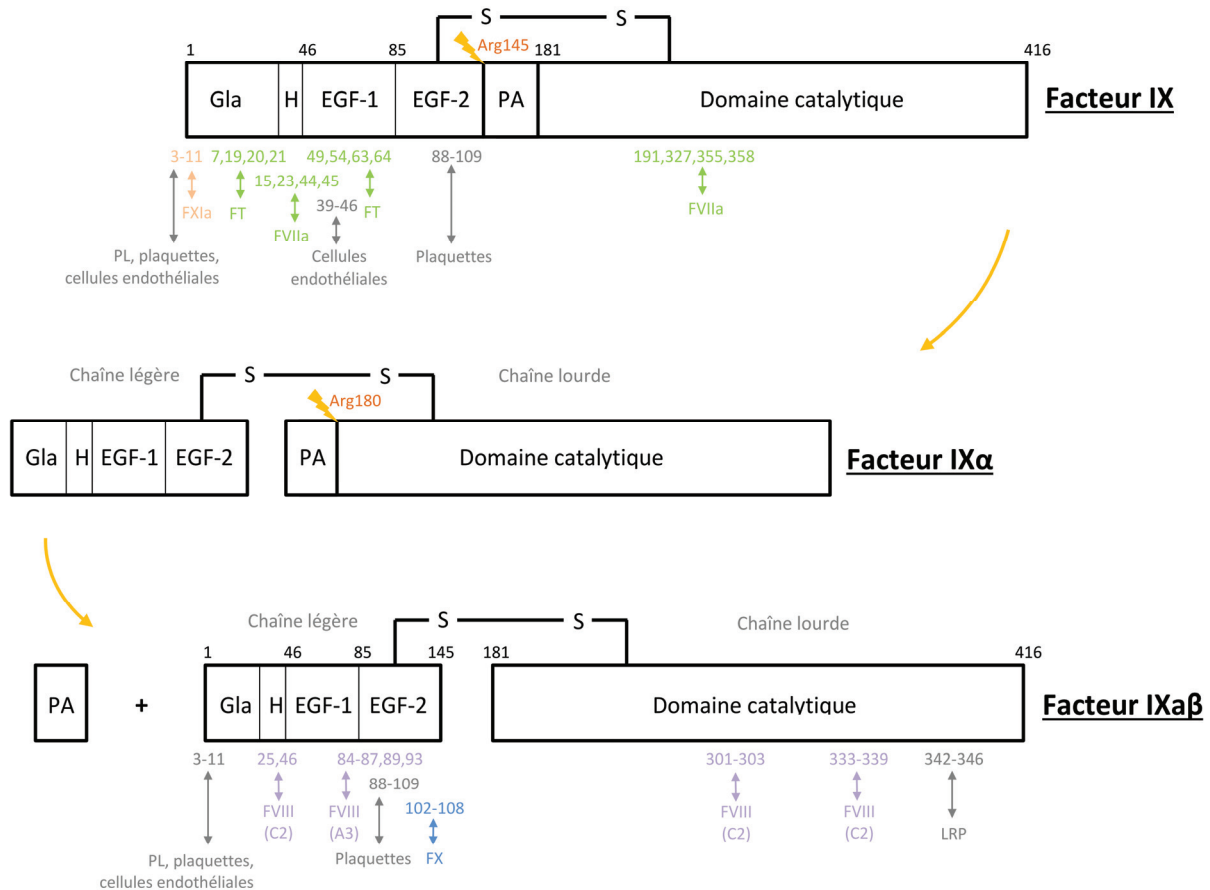 S S
Arg145
1 46 85 181 416
Gla H EGF-1 EGF-2 PA Domaine catalytique
Facteur IX
3-11 7,19,20,21 49,54,63,64 88-109 191,327,355,358
15,23,44,45
39-46
FXIa FT FT FVIIa
FVIIa
PL, plaquettes,
cellules endothéliales
Cellules
endothéliales
Plaquettes
Chaîne légère S S Chaîne lourde
Arg180
Gla H EGF-1 EGF-2 PA Domaine catalytique
Facteur IXα
Chaîne légère S S Chaîne lourde
1 46 85 145 181 416
PA + Gla H EGF-1 EGF-2 Domaine catalytique
Facteur IXaβ
3-11 25,46 84-87,89,93 301-303 333-339 342-346
88-109
102-108
FVIII
(C2)
FVIII
(A3)
FVIII
(C2)
FVIII
(C2)
LRP
PL, plaquettes,
cellules endothéliales
Plaquettes FX